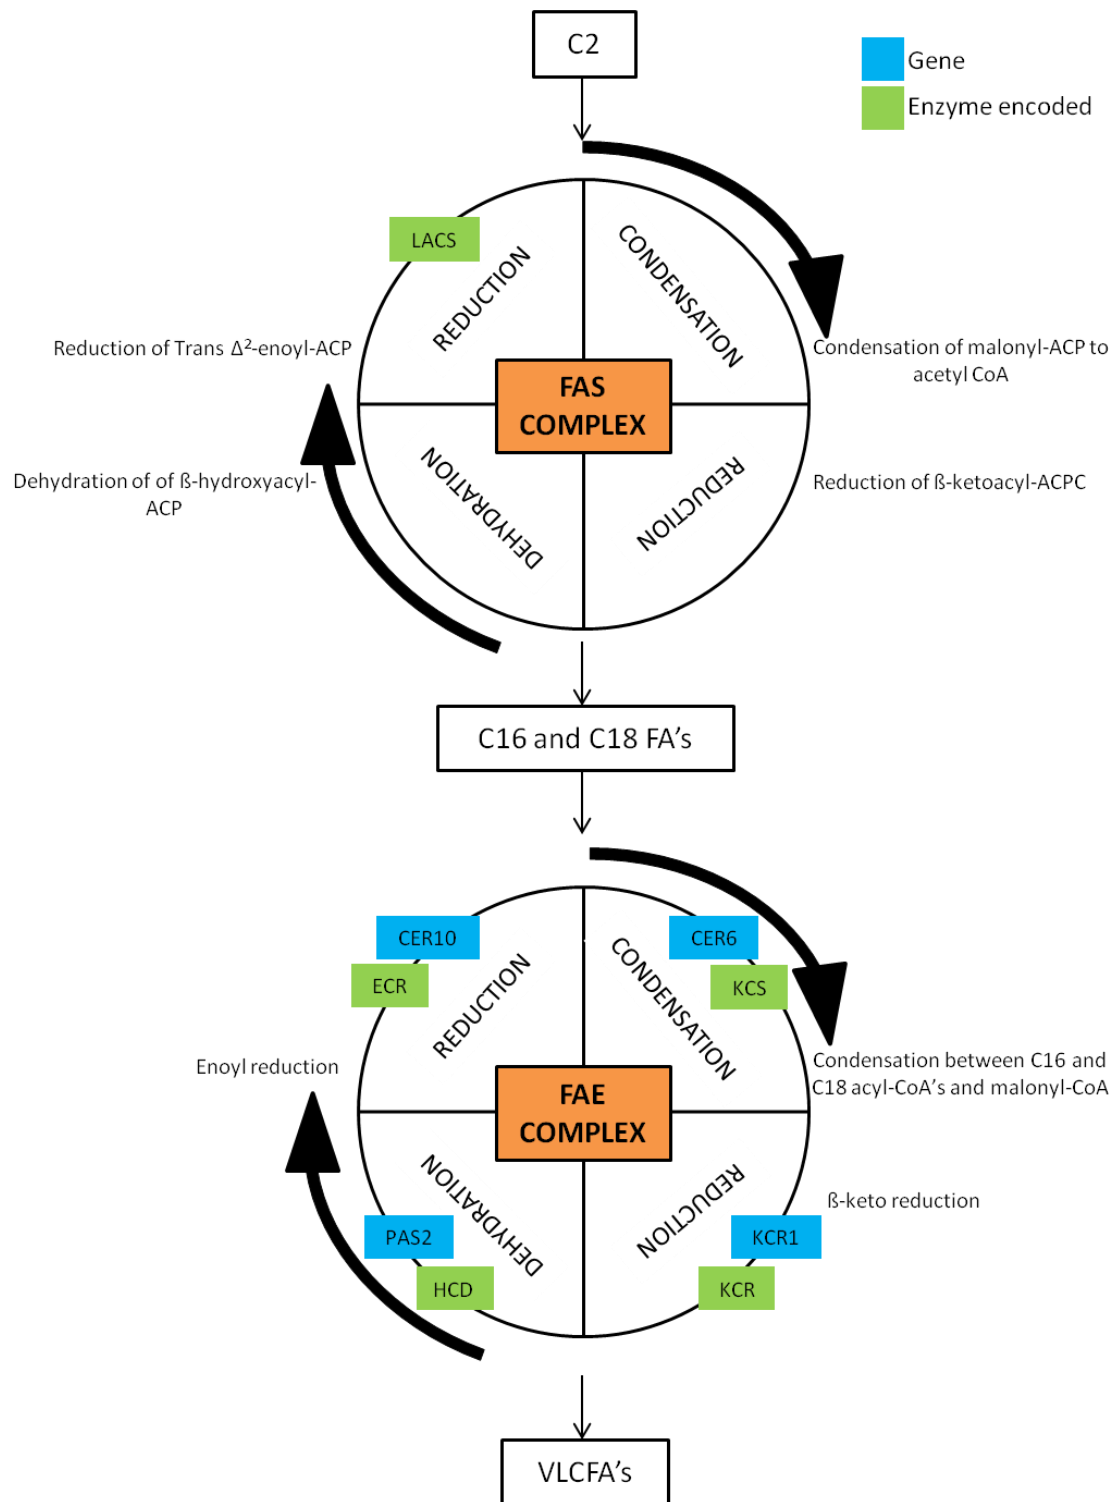 C2
Gene
Enzyme encoded
LACS
REDUCTION
CONDENSATION
Reduction of Trans Δ²-enoyl-ACP
Condensation of malonyl-ACP to
acetyl CoA
FAS
COMPLEX
Dehydration of of ß-hydroxyacyl-
ACP
DEHYDRATION
REDUCTION
Reduction of ß-ketoacyl-ACPC
C16 and C18 FA's
CER10
ECR
REDUCTION
CONDENSATION
CER6
KCS
Enoyl reduction
Condensation between C16 and
C18 acyl-CoA's and malonyl-CoA
FAE
COMPLEX
DEHYDRATION
REDUCTION
ß-keto reduction
PAS2
HCD
KCR1
KCR
VLCFA's